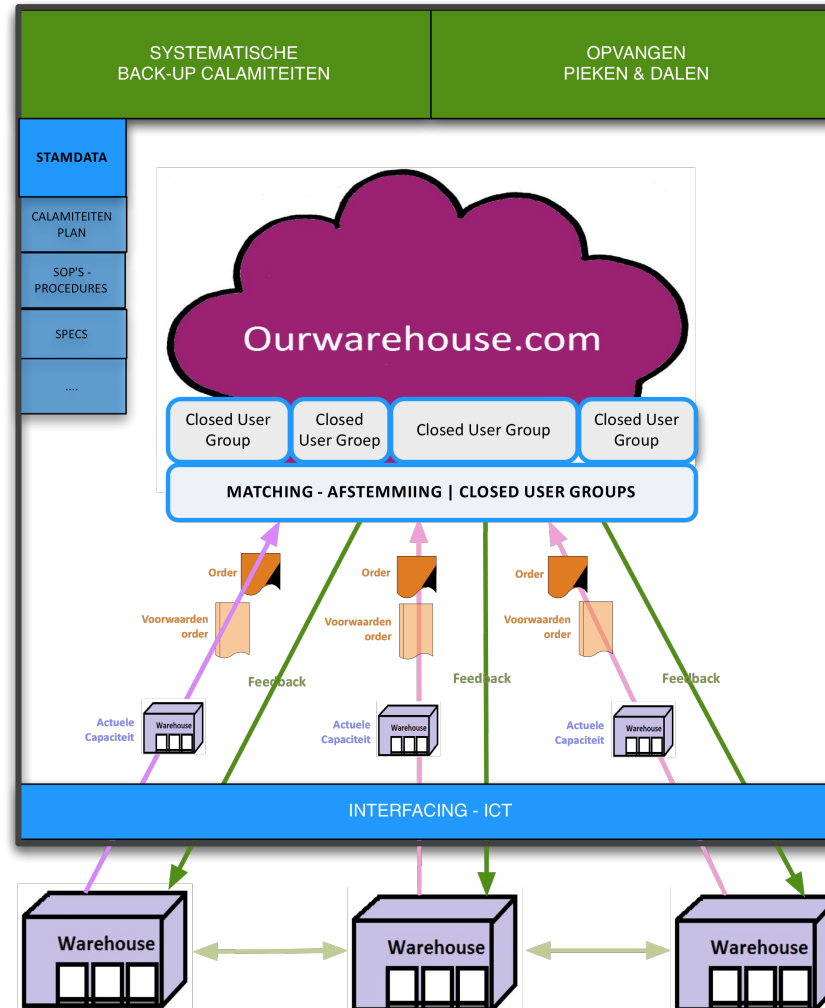 SYSTEMATISCHE
BACK-UP CALAMITEITEN
OPVANGEN
PIEKEN & DALEN
STAMDATA
CALAMITEITEN
PLAN
SOP'S -
PROCEDURES
SPECS
....
Ourwarehouse.com
Closed User
Group
Closed
User Groep
Closed User Group
Closed User
Group
MATCHING - AFSTEMMIING | CLOSED USER GROUPS
Order
Order
Order
Voorwaarden
order
Voorwaarden
order
Voorwaarden
order
Feedback
Feedback
Feedback
Actuele
Capaciteit
Warehouse
Actuele
Capaciteit
Warehouse
Actuele
Capaciteit
Warehouse
INTERFACING - ICT
Warehouse
Warehouse
Warehouse